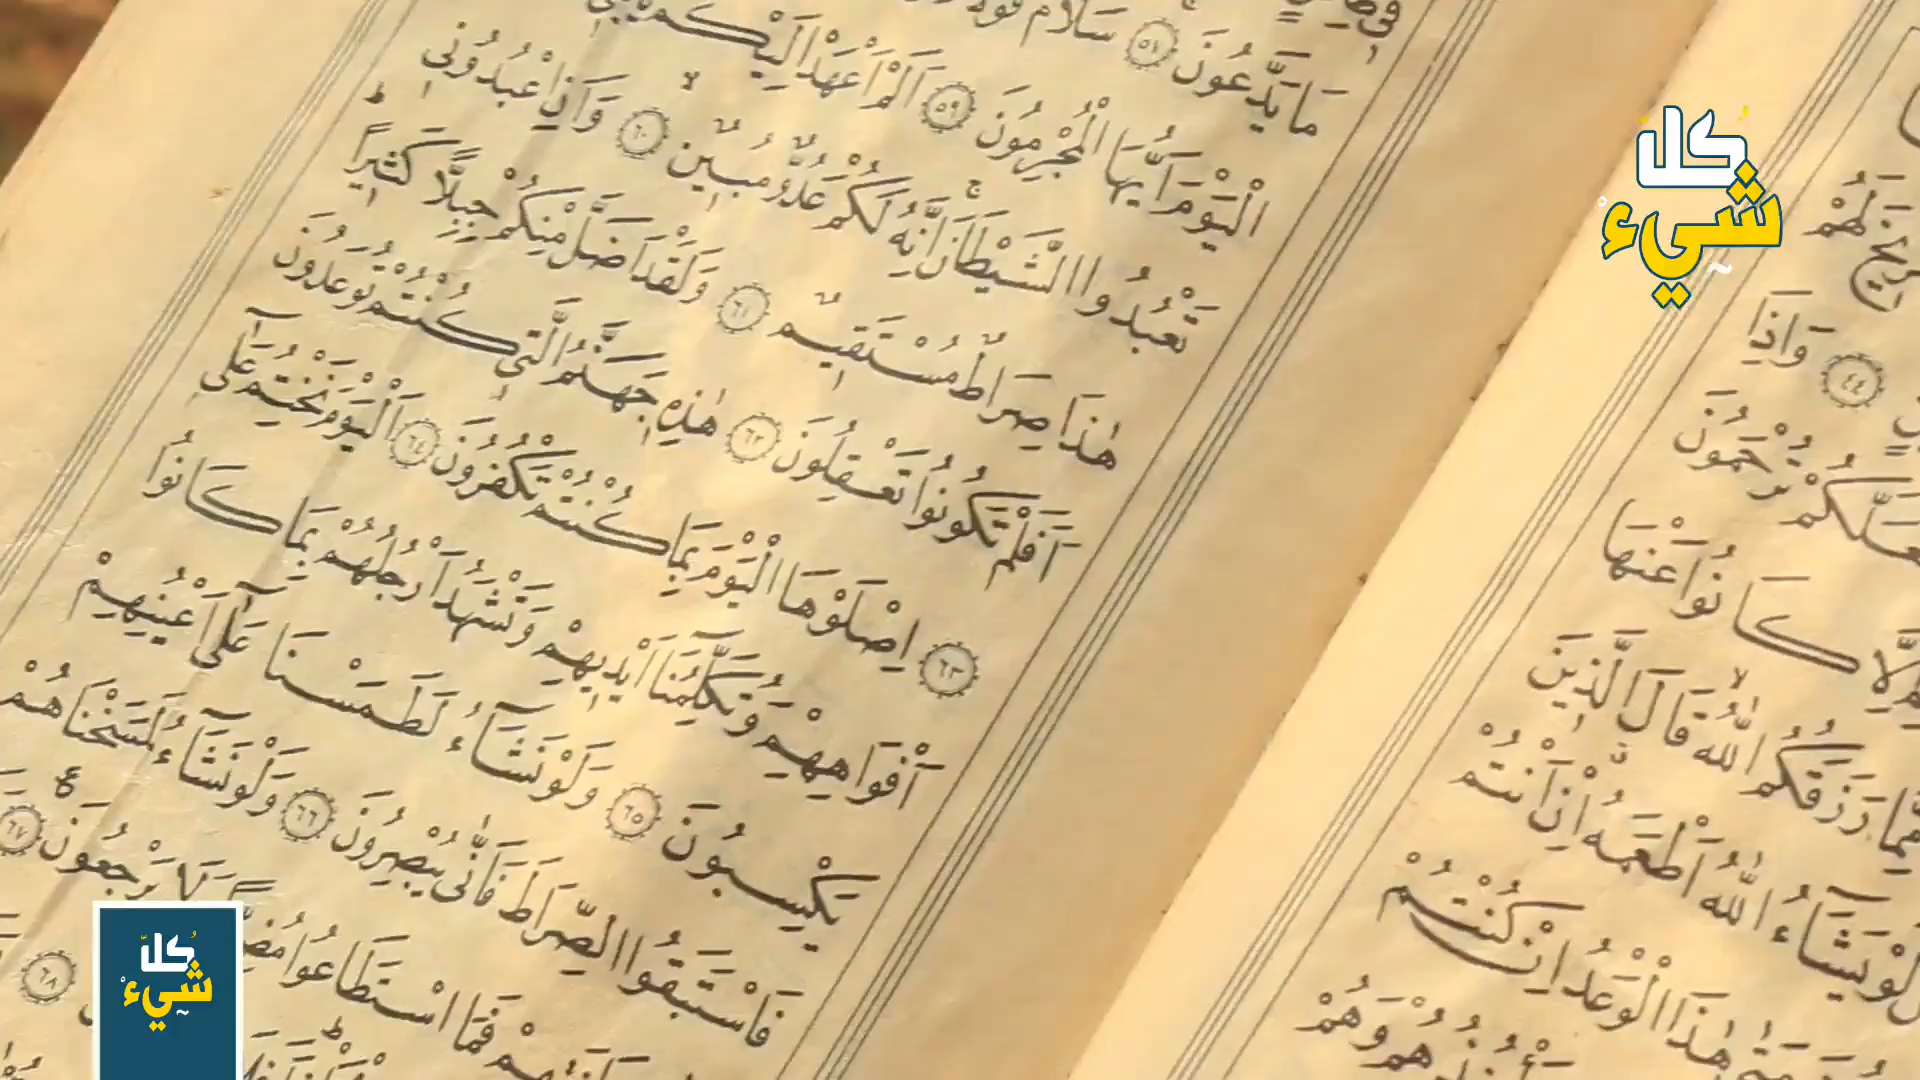 مَا يَدَّعُونَ ٥٧ سَلَامٌ قَوْلًا
الْيَوْمَ اَيُّهَا الْمُجْرِمُونَ ٥٩ اَلَمْ اَعْهَدْ اِلَيْكُمْ يَا بَنِي
تَعْبُدُوا الشَّيْطَانَ اِنَّهُ لَكُمْ عَدُوٌّ مُبِينٌ ٦٠ وَاَنِ اعْبُدُونِي
هٰذَا صِرَاطٌ مُسْتَقِيمٌ ٦١ وَلَقَدْ اَضَلَّ مِنْكُمْ جِبِلًّا كَثِيرًا
اَفَلَمْ تَكُونُوا تَعْقِلُونَ ٦٢ هٰذِهِ جَهَنَّمُ الَّتِي كُنْتُمْ تُوعَدُونَ
٦٣ اِصْلَوْهَا الْيَوْمَ بِمَا كُنْتُمْ تَكْفُرُونَ ٦٤ اَلْيَوْمَ نَخْتِمُ عَلٰٓى
اَفْوَاهِهِمْ وَتُكَلِّمُنَٓا اَيْدِيهِمْ وَتَشْهَدُ اَرْجُلُهُمْ بِمَا كَانُوا
يَكْسِبُونَ ٦٥ وَلَوْ نَشَٓاءُ لَطَمَسْنَا عَلٰٓى اَعْيُنِهِمْ
فَاسْتَبَقُوا الصِّرَاطَ فَاَنّٰى يُبْصِرُونَ ٦٦ وَلَوْ نَشَٓاءُ لَمَسَخْنَاهُمْ
فَمَا اسْتَطَاعُوا مُضِيًّا وَلَا يَرْجِعُونَ ٦٧
٦٨
لَهُمْ
٤٤ وَاِذَا
لَعَلَّكُمْ تُرْحَمُونَ
اِلَّا كَانُوا عَنْهَا
مِمَّا رَزَقَكُمُ اللّٰهُ قَالَ الَّذِينَ
لَوْ يَشَٓاءُ اللّٰهُ اَطْعَمَهُ اِنْ اَنْتُمْ
هٰذَا الْوَعْدُ اِنْ كُنْتُمْ
وَهُمْ
كلّ
شيء
كلّ
شيء